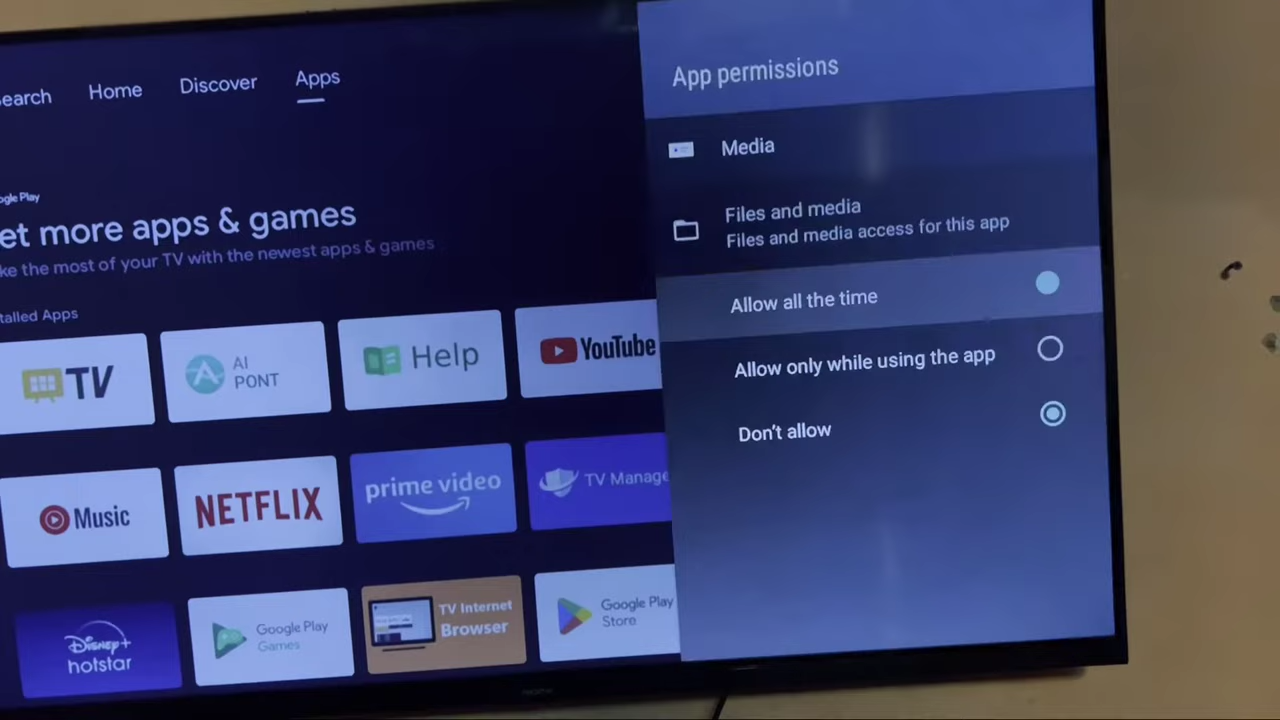 earch
Home
Discover
Apps
ogle Play
et more apps & games
ke the most of your TV with the newest apps & games
talled Apps
TV
AI
PONT
Help
YouTube
Music
NETFLIX
prime video
TV Manage
Disney+
hotstar
Google Play
Games
TV Internet
Browser
Google Play
Store
App permissions
Media
Files and media
Files and media access for this app
Allow all the time
Allow only while using the app
Don't allow